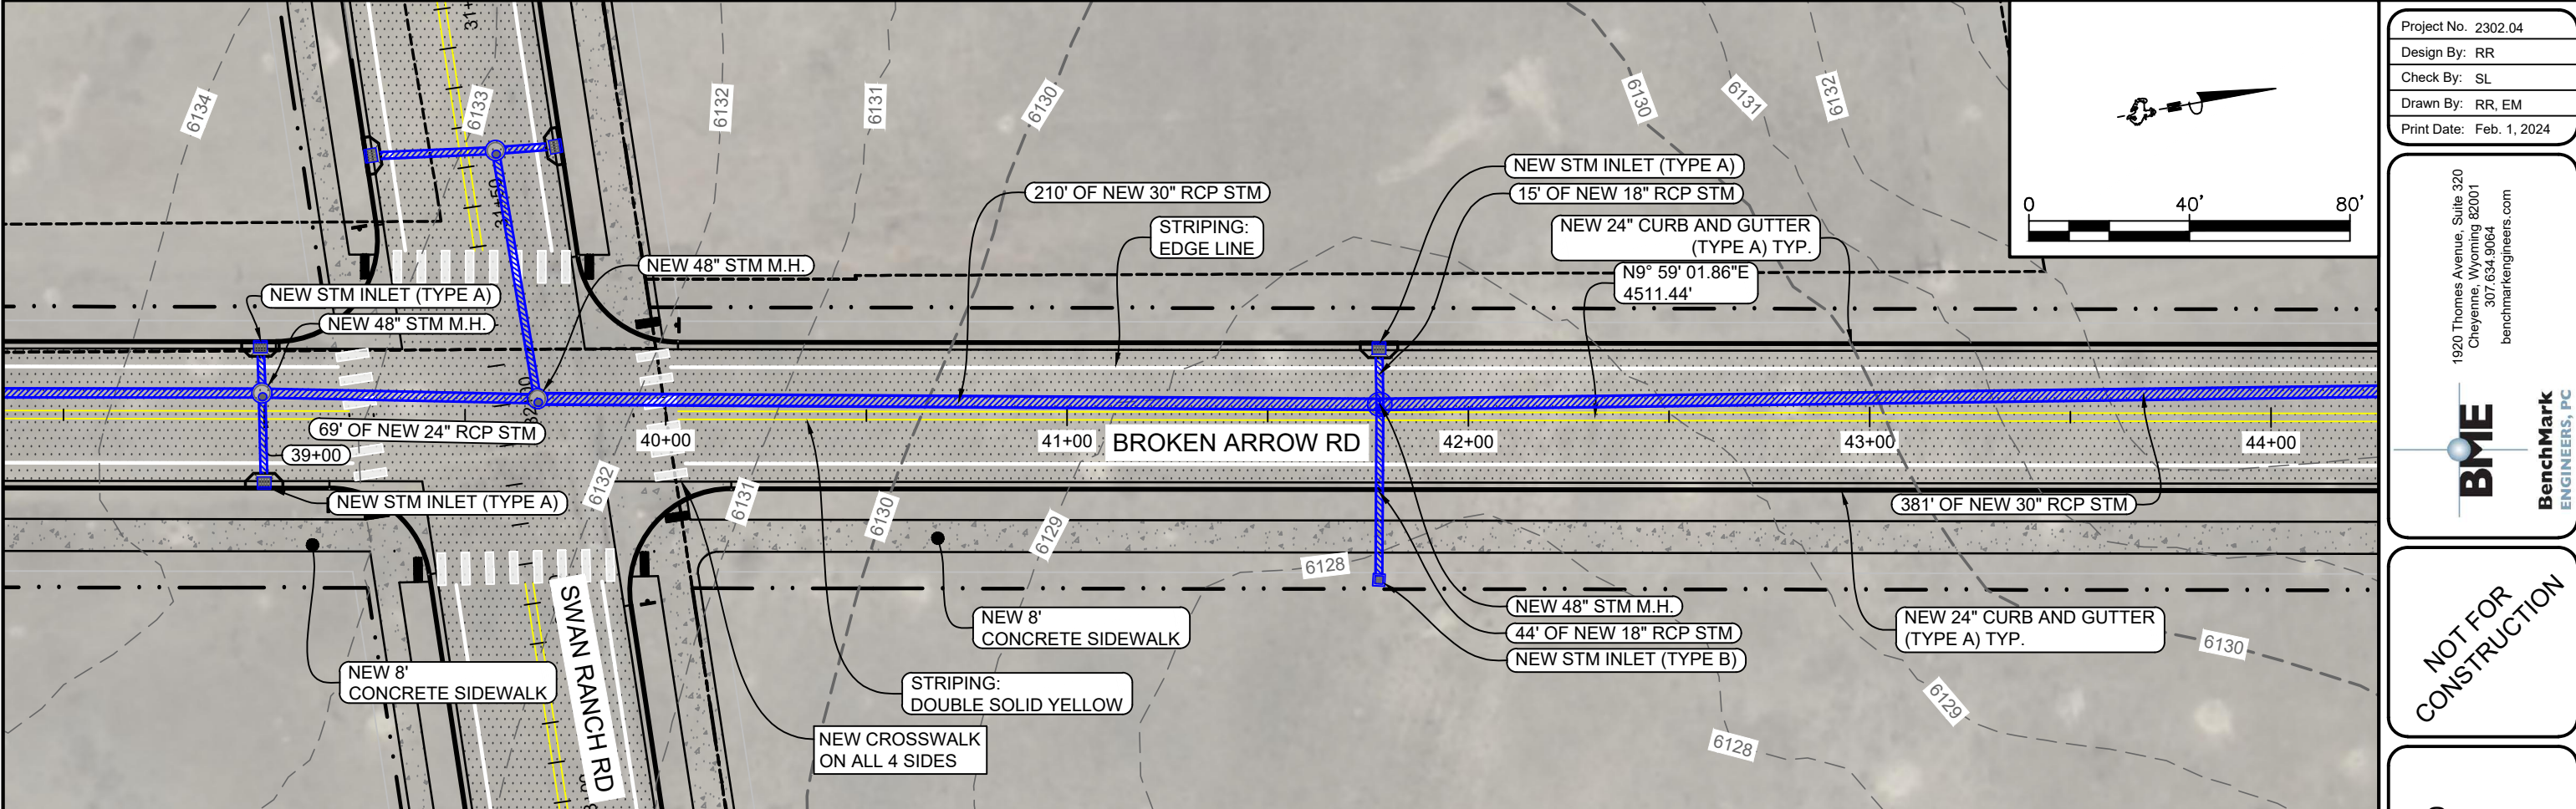 6134
6133
6132
6131
6130
6130
6131
6132
31+50
NEW STM INLET (TYPE A)
NEW 48" STM M.H.
NEW 48" STM M.H.
210' OF NEW 30" RCP STM
STRIPING:
EDGE LINE
NEW STM INLET (TYPE A)
15' OF NEW 18" RCP STM
NEW 24" CURB AND GUTTER
(TYPE A) TYP.
N9° 59' 01.86"E
4511.44'
0
40'
80'
69' OF NEW 24" RCP STM
39+00
NEW STM INLET (TYPE A)
40+00
41+00
BROKEN ARROW RD
42+00
43+00
44+00
6132
6131
6130
6129
6128
381' OF NEW 30" RCP STM
SWAN RANCH RD
NEW 8'
CONCRETE SIDEWALK
NEW 8'
CONCRETE SIDEWALK
STRIPING:
DOUBLE SOLID YELLOW
NEW CROSSWALK
ON ALL 4 SIDES
NEW 48" STM M.H.
44' OF NEW 18" RCP STM
NEW STM INLET (TYPE B)
NEW 24" CURB AND GUTTER
(TYPE A) TYP.
6130
6129
6128
Project No. 2302.04
Design By: RR
Check By: SL
Drawn By: RR, EM
Print Date: Feb. 1, 2024
1920 Thomes Avenue, Suite 320
Cheyenne, Wyoming 82001
307.634.9064
benchmarkengineers.com
BME
BenchMark
ENGINEERS, PC
NOT FOR
CONSTRUCTION